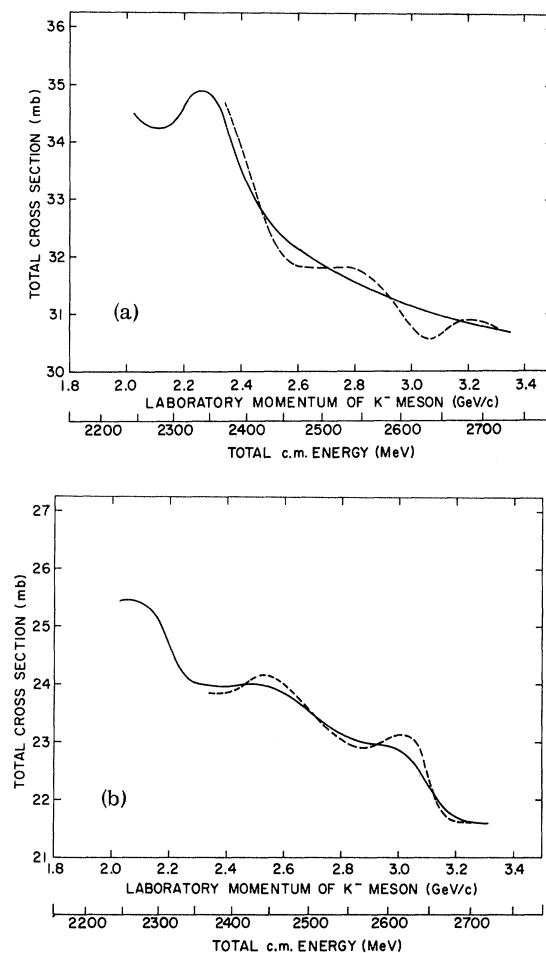 36
35
34
33
32
31
30
TOTAL CROSS SECTION (mb)
(a)
1.8 2.0 2.2 2.4 2.6 2.8 3.0 3.2 3.4
LABORATORY MOMENTUM OF K⁻ MESON (GeV/c)
2200 2300 2400 2500 2600 2700
TOTAL c.m. ENERGY (MeV)
27
26
25
24
23
22
21
TOTAL CROSS SECTION (mb)
(b)
1.8 2.0 2.2 2.4 2.6 2.8 3.0 3.2 3.4
LABORATORY MOMENTUM OF K⁻ MESON (GeV/c)
2200 2300 2400 2500 2600 2700
TOTAL c.m. ENERGY (MeV)